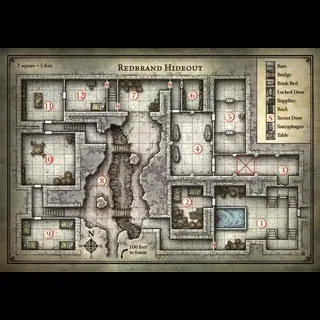 REDBRAND HIDEOUT
1 square = 5 feet
Bars
Bridge
Bunk Bed
Locked Door
Supplies
Rack
S Secret Door
Sarcophagus
Table
11
12
S
7
S
6
5
10
4
3
8
S
2
1
9
N
W
E
S
100 feet
to forest
S